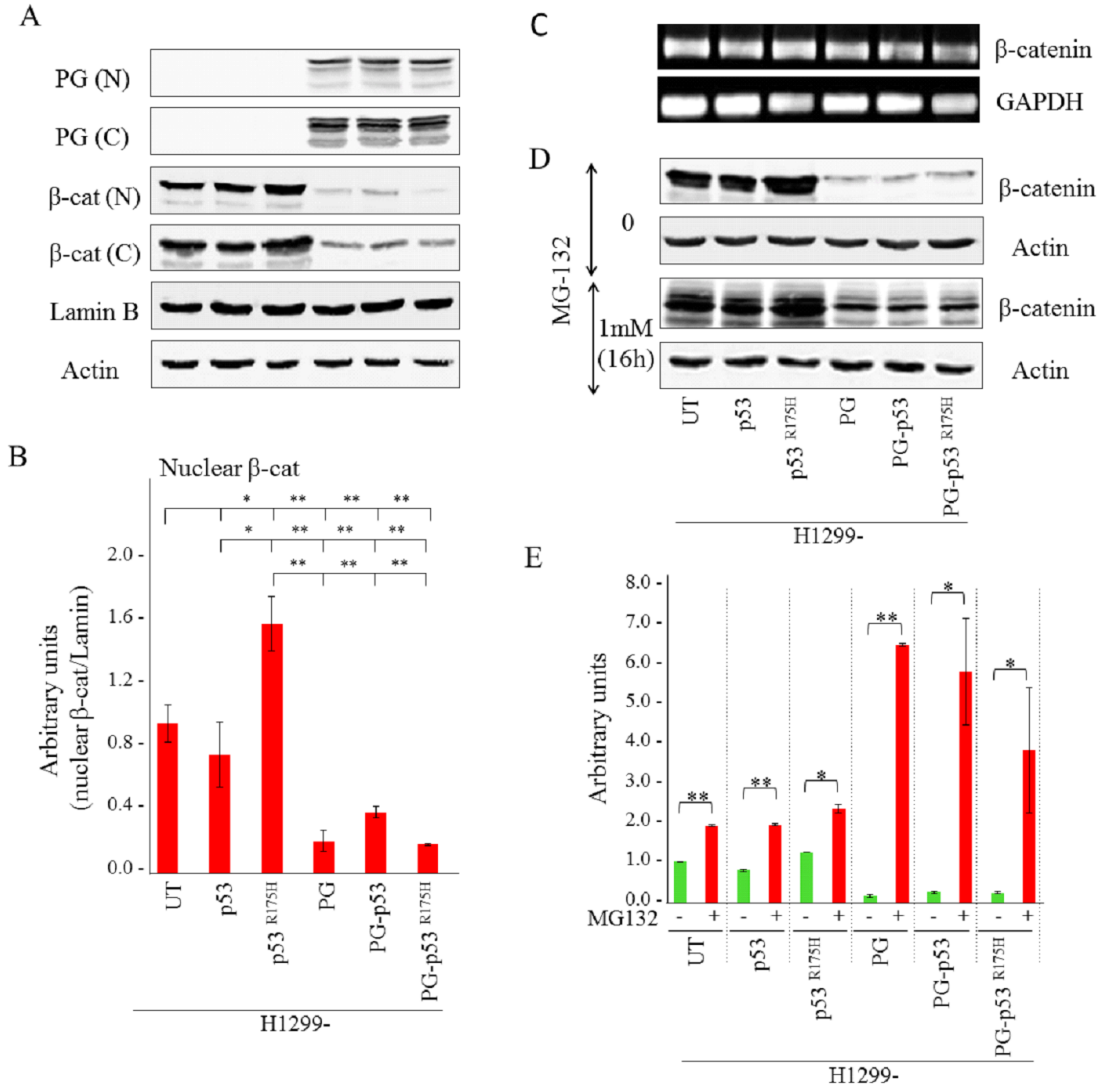 A
PG (N)
PG (C)
β-cat (N)
β-cat (C)
Lamin B
Actin
B
Nuclear β-cat
* ** ** **
* ** ** **
** ** **
Arbitrary units
(nuclear β-cat/Lamin)
2.0 -
1.6 -
1.2 -
0.8 -
0.4 -
0.0 -
UT
p53
p53 R175H
PG
PG-p53
PG-p53 R175H
H1299-
C
β-catenin
GAPDH
D
MG-132
0
β-catenin
Actin
1mM
(16h)
β-catenin
Actin
UT
p53
p53 R175H
PG
PG-p53
PG-p53 R175H
H1299-
E
Arbitrary units
8.0 -
7.0 -
6.0 -
5.0 -
4.0 -
3.0 -
2.0 -
1.0 -
0.0 -
** ** * ** * *
MG132 - + - + - + - + - + - +
UT
p53
p53 R175H
PG
PG-p53
PG-p53 R175H
H1299-